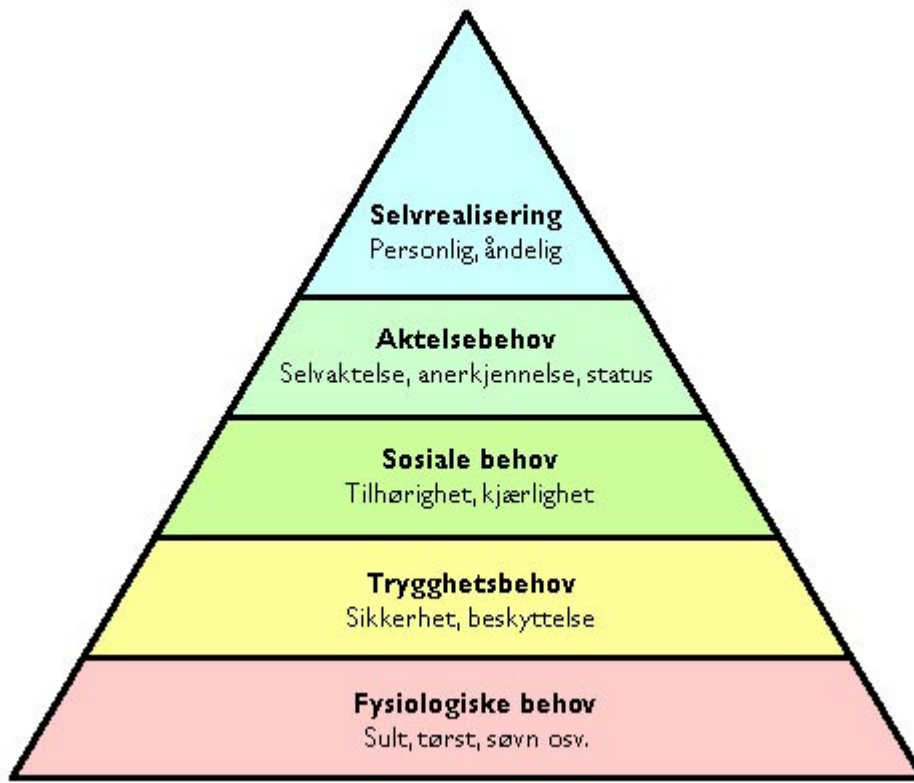 Selvrealisering
Personlig, åndelig
Aktelsebehov
Selvaktelse, anerkjennelse, status
Sosiale behov
Tilhørighet, kjærlighet
Trygghetsbehov
Sikkerhet, beskyttelse
Fysiologiske behov
Sult, tørst, søvn osv.